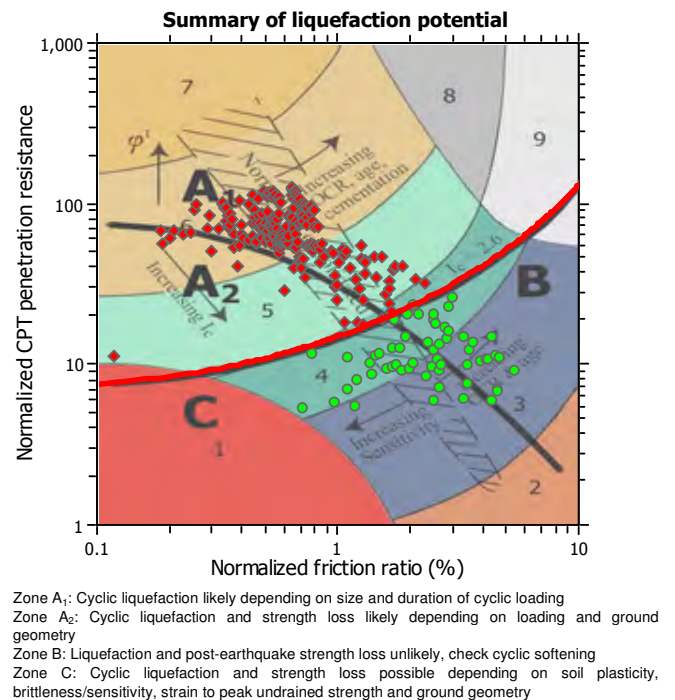 Summary of liquefaction potential
1,000
7
8
9
φ'
A1
Increasing
OCR, age,
cementation
Normalized CPT penetration resistance
100
6
A2
Increasing Ic
5
Ic = 2.6
B
10
4
C
1
Increasing
Sensitivity
3
2
1
0.1
1
10
Normalized friction ratio (%)
Zone A1: Cyclic liquefaction likely depending on size and duration of cyclic loading
Zone A2: Cyclic liquefaction and strength loss likely depending on loading and ground
geometry
Zone B: Liquefaction and post-earthquake strength loss unlikely, check cyclic softening
Zone C: Cyclic liquefaction and strength loss possible depending on soil plasticity,
brittleness/sensitivity, strain to peak undrained strength and ground geometry